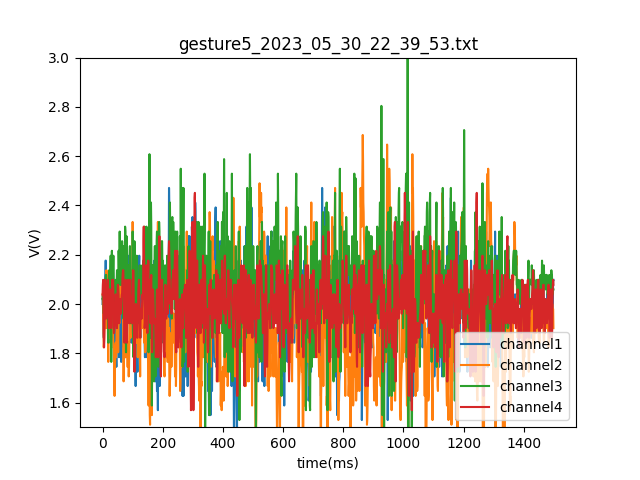 gesture5_2023_05_30_22_39_53.txt
V(V)
3.0
2.8
2.6
2.4
2.2
2.0
1.8
1.6
channel1
channel2
channel3
channel4
0 200 400 600 800 1000 1200 1400
time(ms)